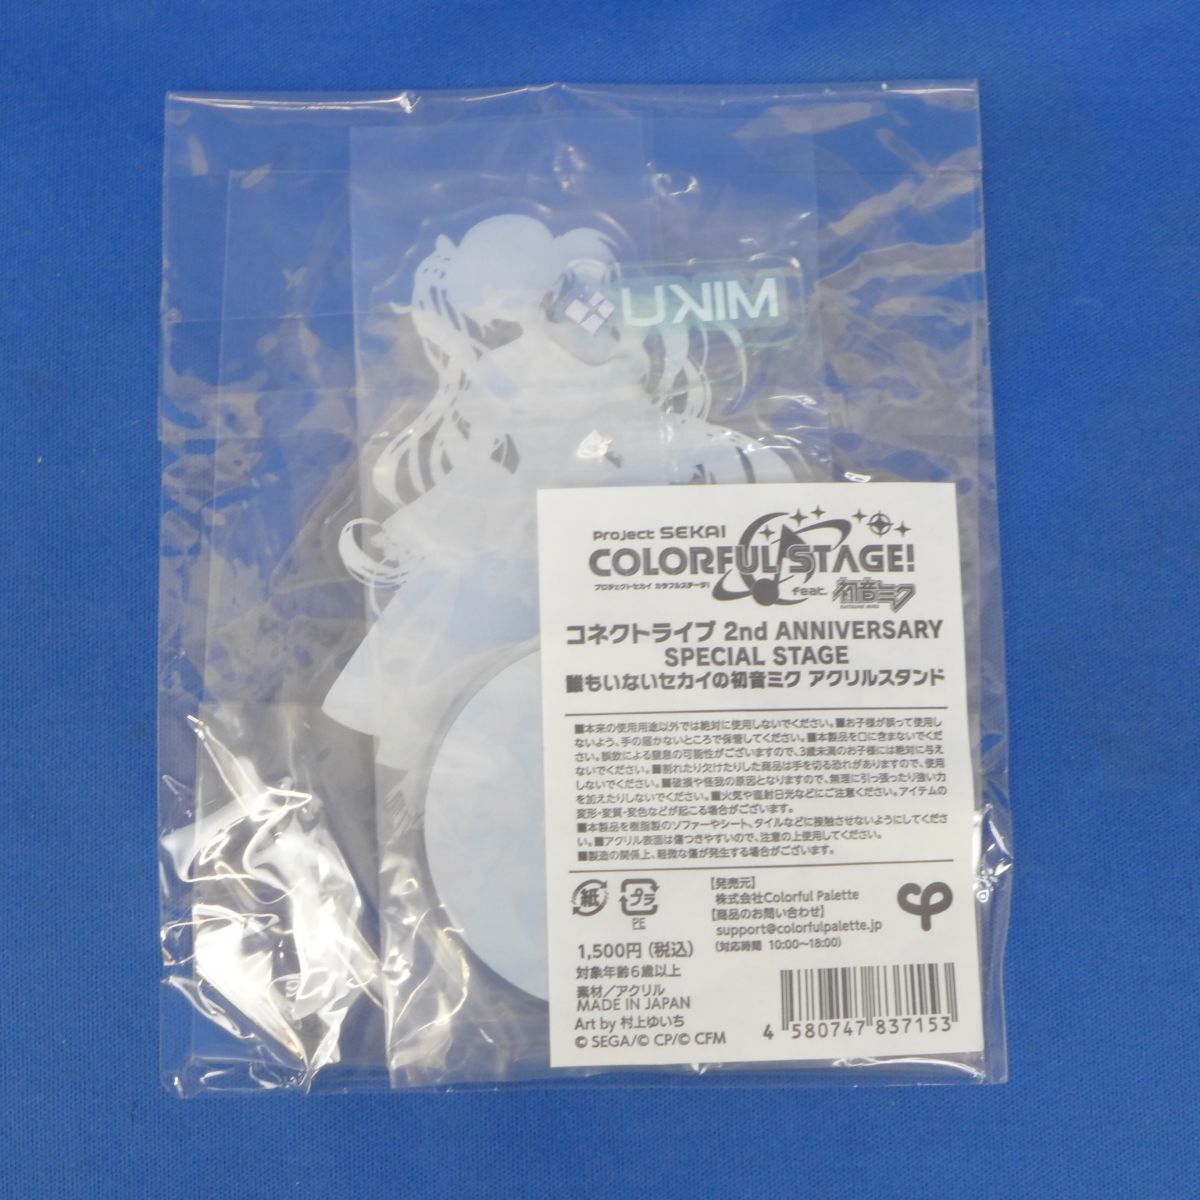 MIKU
Project SEKAI
COLORFUL STAGE!
プロジェクトセカイ カラフルステージ!
feat. 初音ミク
HATSUNE MIKU
コネクトライブ 2nd ANNIVERSARY
SPECIAL STAGE
誰もいないセカイの初音ミク アクリルスタンド
■本来の使用用途以外では絶対に使用しないでください。■お子様が誤って使用し
ないよう、手の届かないところで保管してください。■本製品を口に含まないでくだ
さい。誤飲による窒息の可能性がございますので、3歳未満のお子様には絶対に与え
ないでください。■割れたり欠けたりした商品は手を切る恐れがありますので、使用
しないでください。■破損や怪我の原因となりますので、無理に引っ張ったり強い力
を加えたりしないでください。■火気や直射日光などにご注意ください。アイテムの
変形・変質・変色などが起こる場合がございます。
■本製品を樹脂製のソファーやシート、タイルなどに接触させないようにしてくださ
い。■アクリル表面は傷つきやすいので、注意の上使用してください。
■製造の関係上、軽微な傷が発生する場合がございます。
紙
プラ
PE
【発売元】
株式会社Colorful Palette
【商品のお問い合わせ】
support@colorfulpalette.jp
(対応時間 10:00~18:00)
1,500円(税込)
対象年齢6歳以上
素材/アクリル
MADE IN JAPAN
Art by 村上ゆいち
© SEGA/© CP/© CFM
4 580747 837153